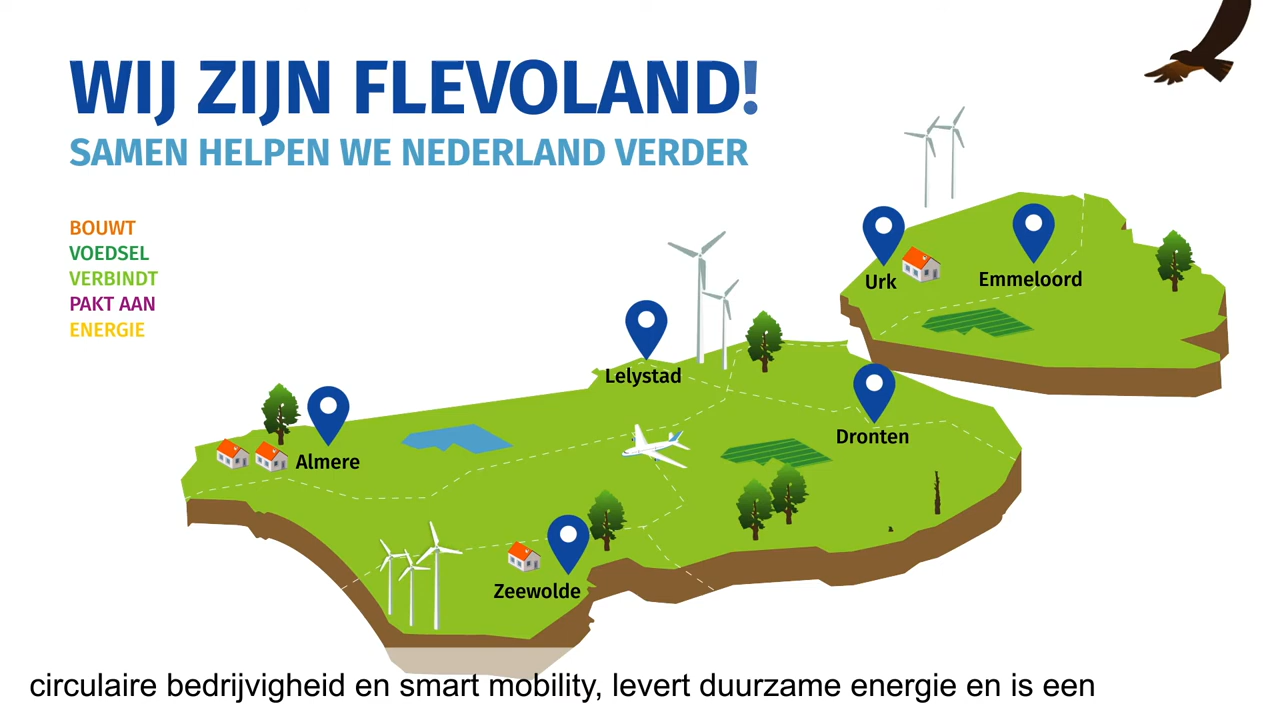 WIJ ZIJN FLEVOLAND!
SAMEN HELPEN WE NEDERLAND VERDER
BOUWT
VOEDSEL
VERBINDT
PAKT AAN
ENERGIE
Urk
Emmeloord
Lelystad
Dronten
Almere
Zeewolde
circulaire bedrijvigheid en smart mobility, levert duurzame energie en is een